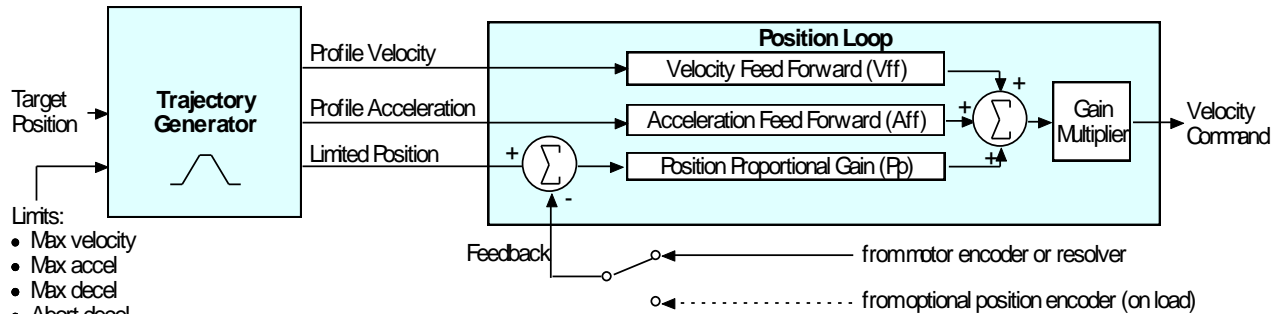 Target
Position
Limits:
• Max velocity
• Max accel
• Max decel
• Abort decel
Trajectory
Generator
Profile Velocity
Profile Acceleration
Limited Position
Position Loop
Velocity Feed Forward (Vff)
Acceleration Feed Forward (Aff)
Position Proportional Gain (Pp)
+
Σ
-
+
+
+
Σ
Gain
Multiplier
Velocity
Command
Feedback
from motor encoder or resolver
from optional position encoder (on load)